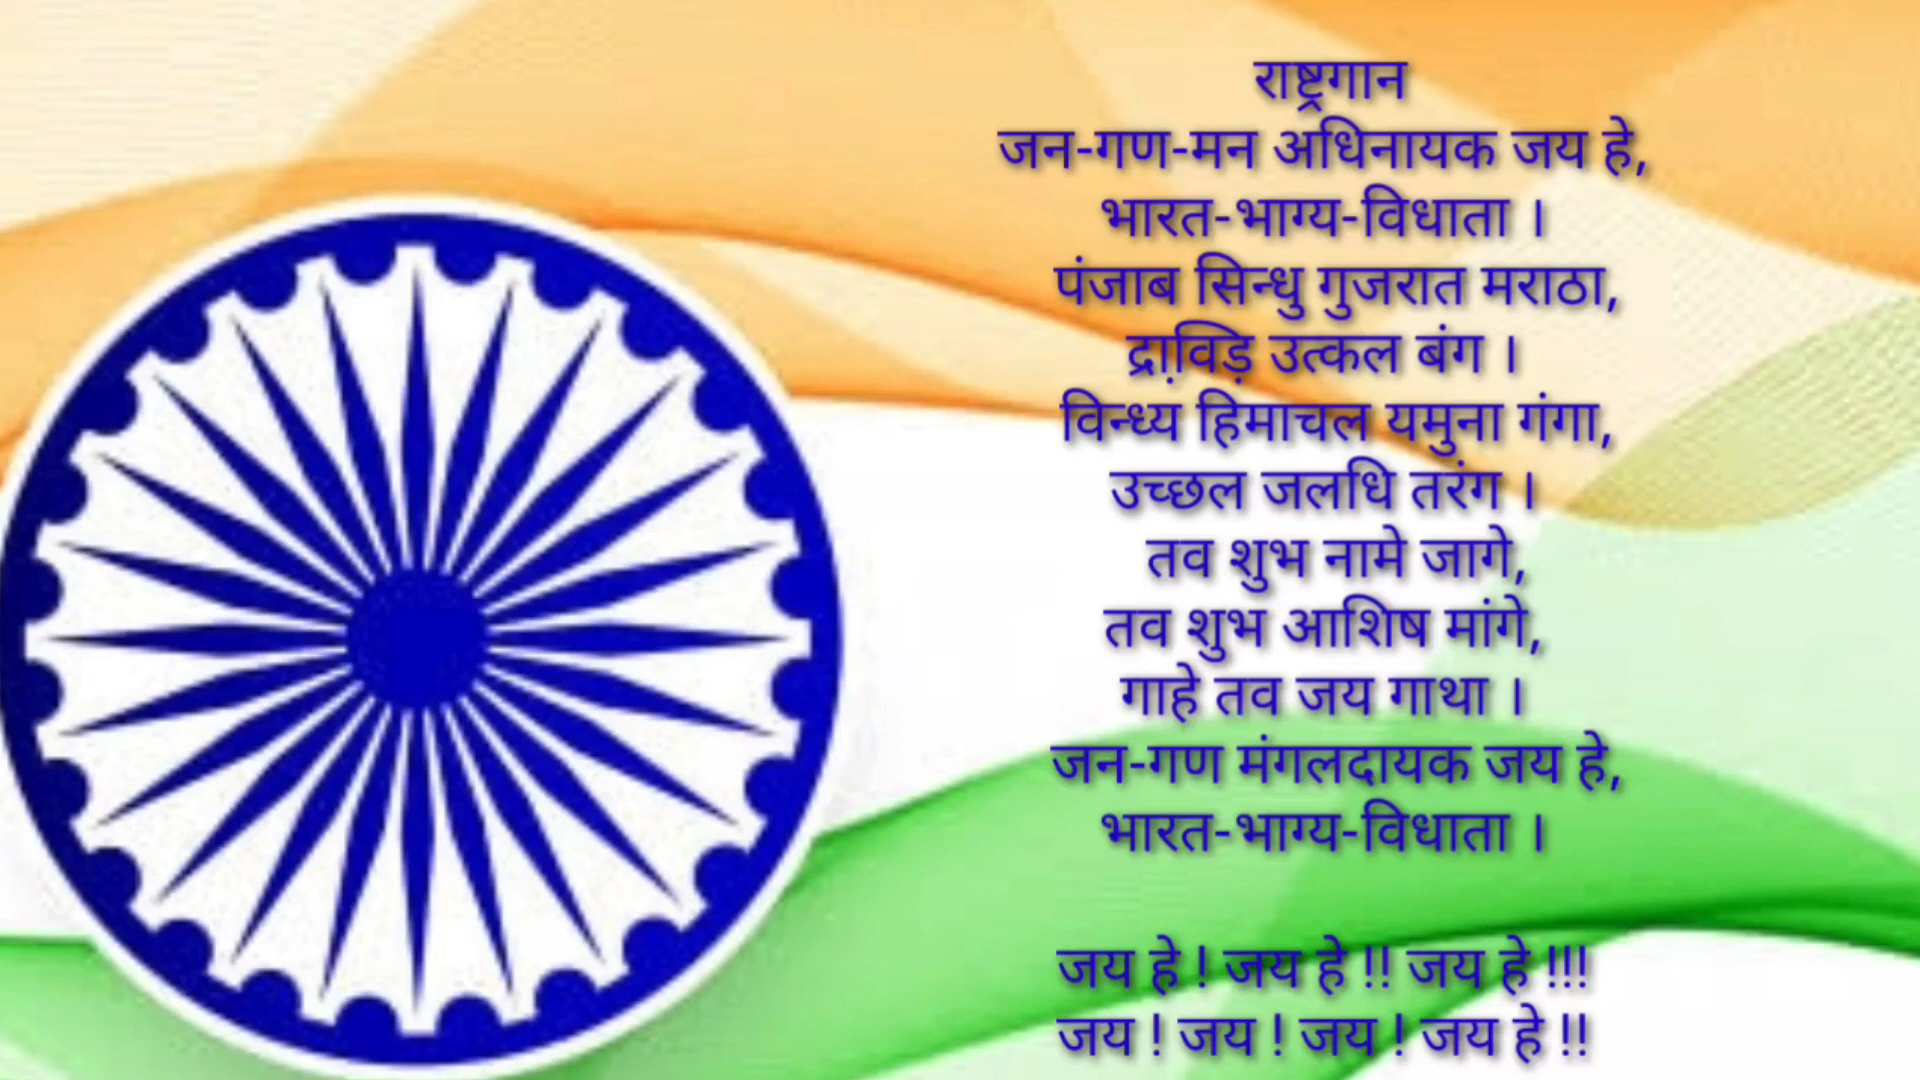 राष्ट्रगान
जन-गण-मन अधिनायक जय हे,
भारत-भाग्य-विधाता ।
पंजाब सिन्धु गुजरात मराठा,
द्रा़विड़ उत्कल बंग ।
विन्ध्य हिमाचल यमुना गंगा,
उच्छल जलधि तरंग ।
तव शुभ नामे जागे,
तव शुभ आशिष मांगे,
गाहे तव जय गाथा ।
जन-गण मंगलदायक जय हे,
भारत-भाग्य-विधाता ।
जय हे ! जय हे !! जय हे !!!
जय ! जय ! जय ! जय हे !!